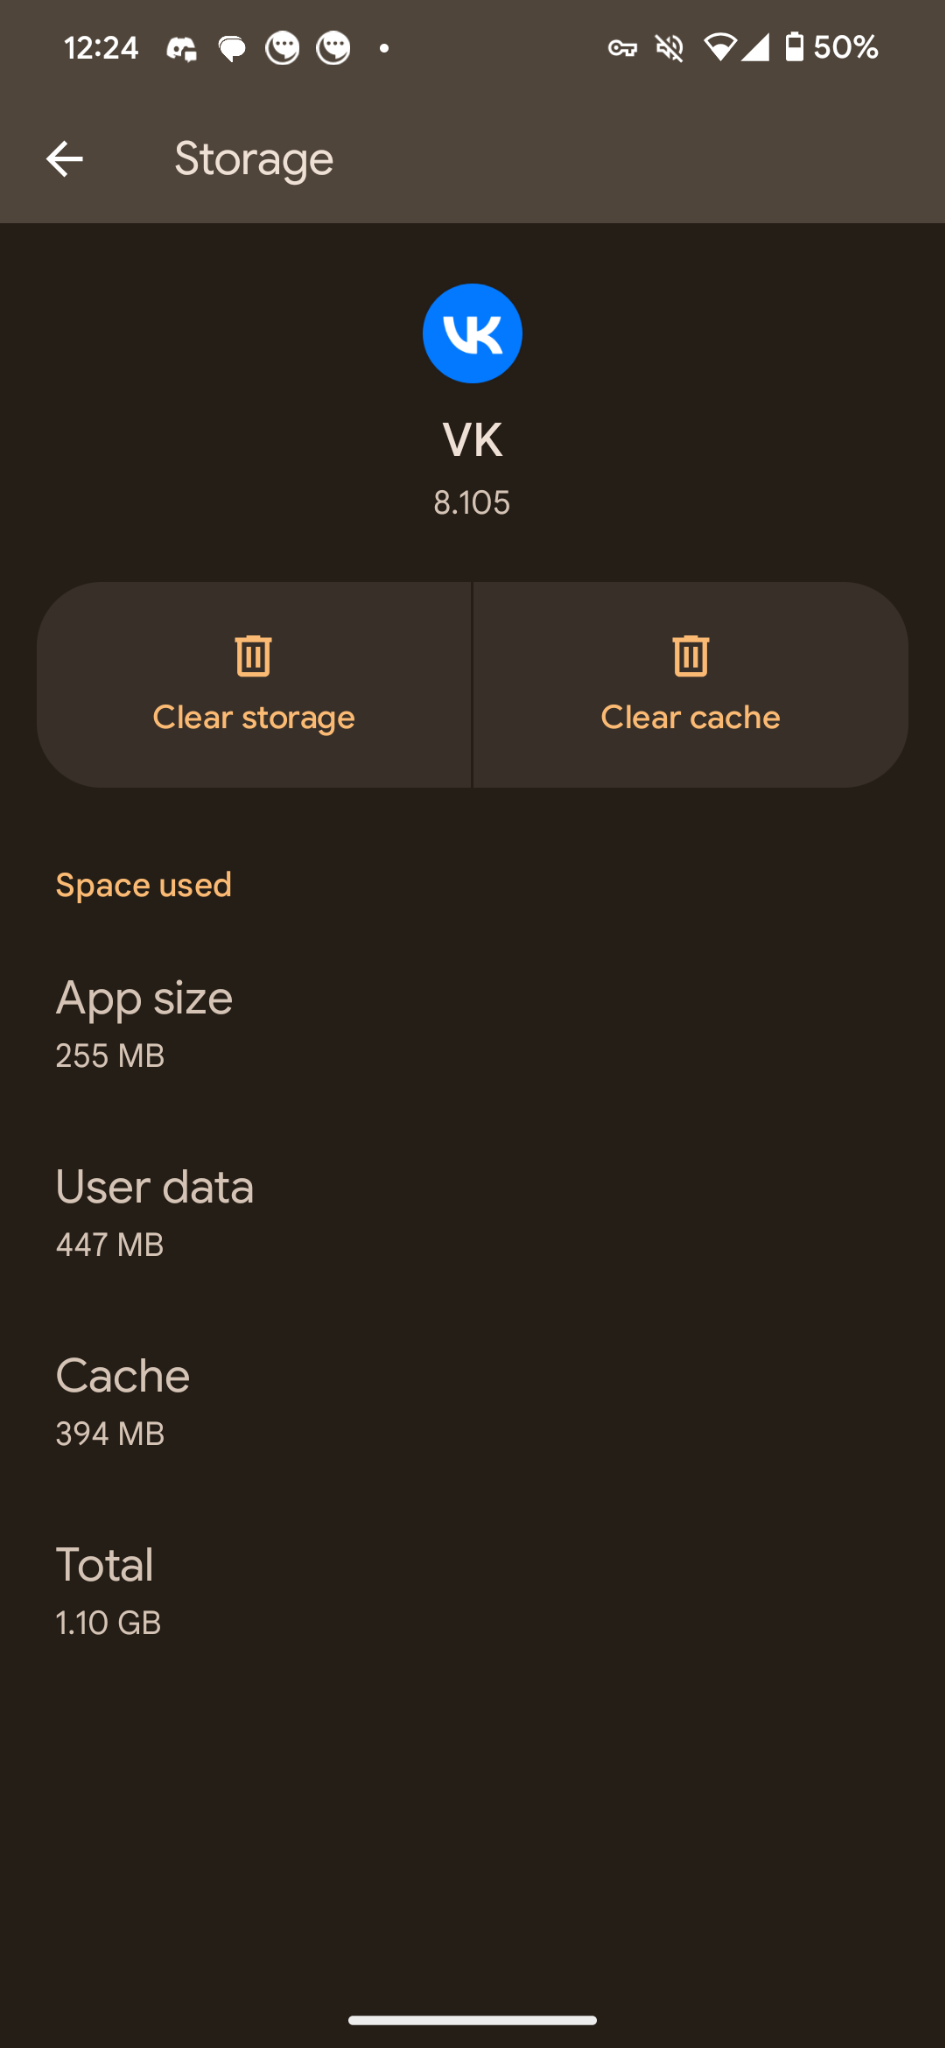 12:24
50%
Storage
VK
VK
8.105
Clear storage
Clear cache
Space used
App size
255 MB
User data
447 MB
Cache
394 MB
Total
1.10 GB